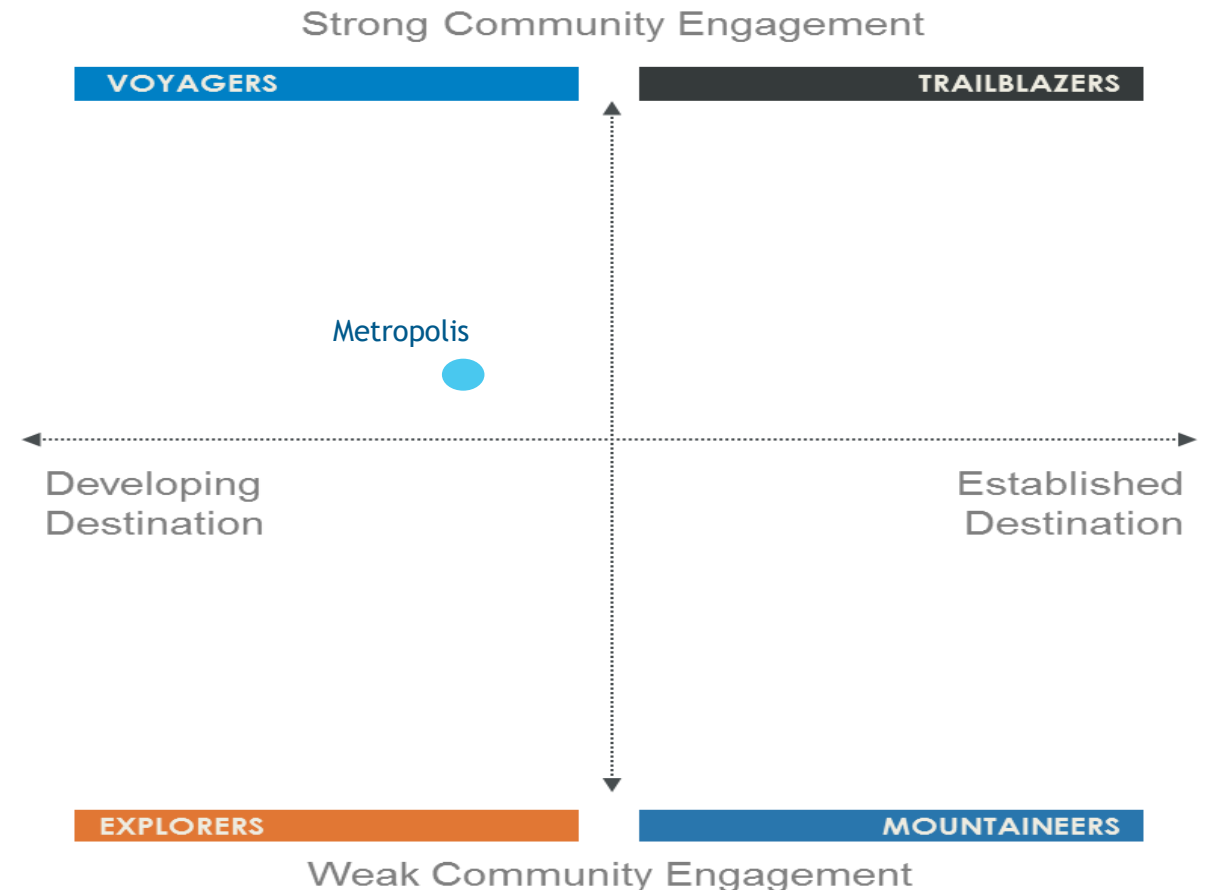 Strong Community Engagement
VOYAGERS
TRAILBLAZERS
Metropolis
Developing
Destination
Established
Destination
EXPLORERS
MOUNTAINEERS
Weak Community Engagement